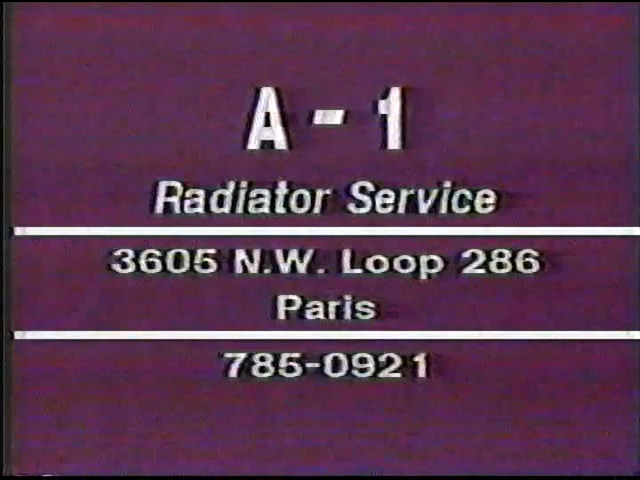 A - 1
Radiator Service
3605 N.W. Loop 286
Paris
785-0921